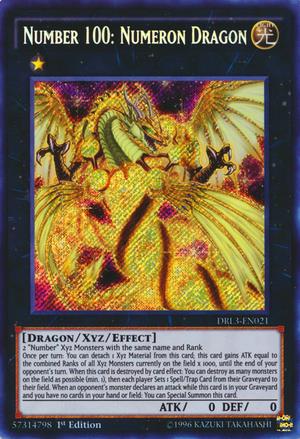 NUMBER 100: NUMERON DRAGON
LIGHT
光
DRL3-EN021
[DRAGON/XYZ/EFFECT]
2 "Number" Xyz Monsters with the same name and Rank
Once per turn: You can detach 1 Xyz Material from this card; this card gains ATK equal to
the combined Ranks of all Xyz Monsters currently on the field x 1000, until the end of your
opponent's turn. When this card is destroyed by card effect: You can destroy as many monsters
on the field as possible (min. 1), then each player Sets 1 Spell/Trap Card from their Graveyard to
their field. When an opponent's monster declares an attack while this card is in your Graveyard
and you have no cards in your hand or field: You can Special Summon this card.
ATK/ 0 DEF/ 0
57314798 1st Edition ©1996 KAZUKI TAKAHASHI